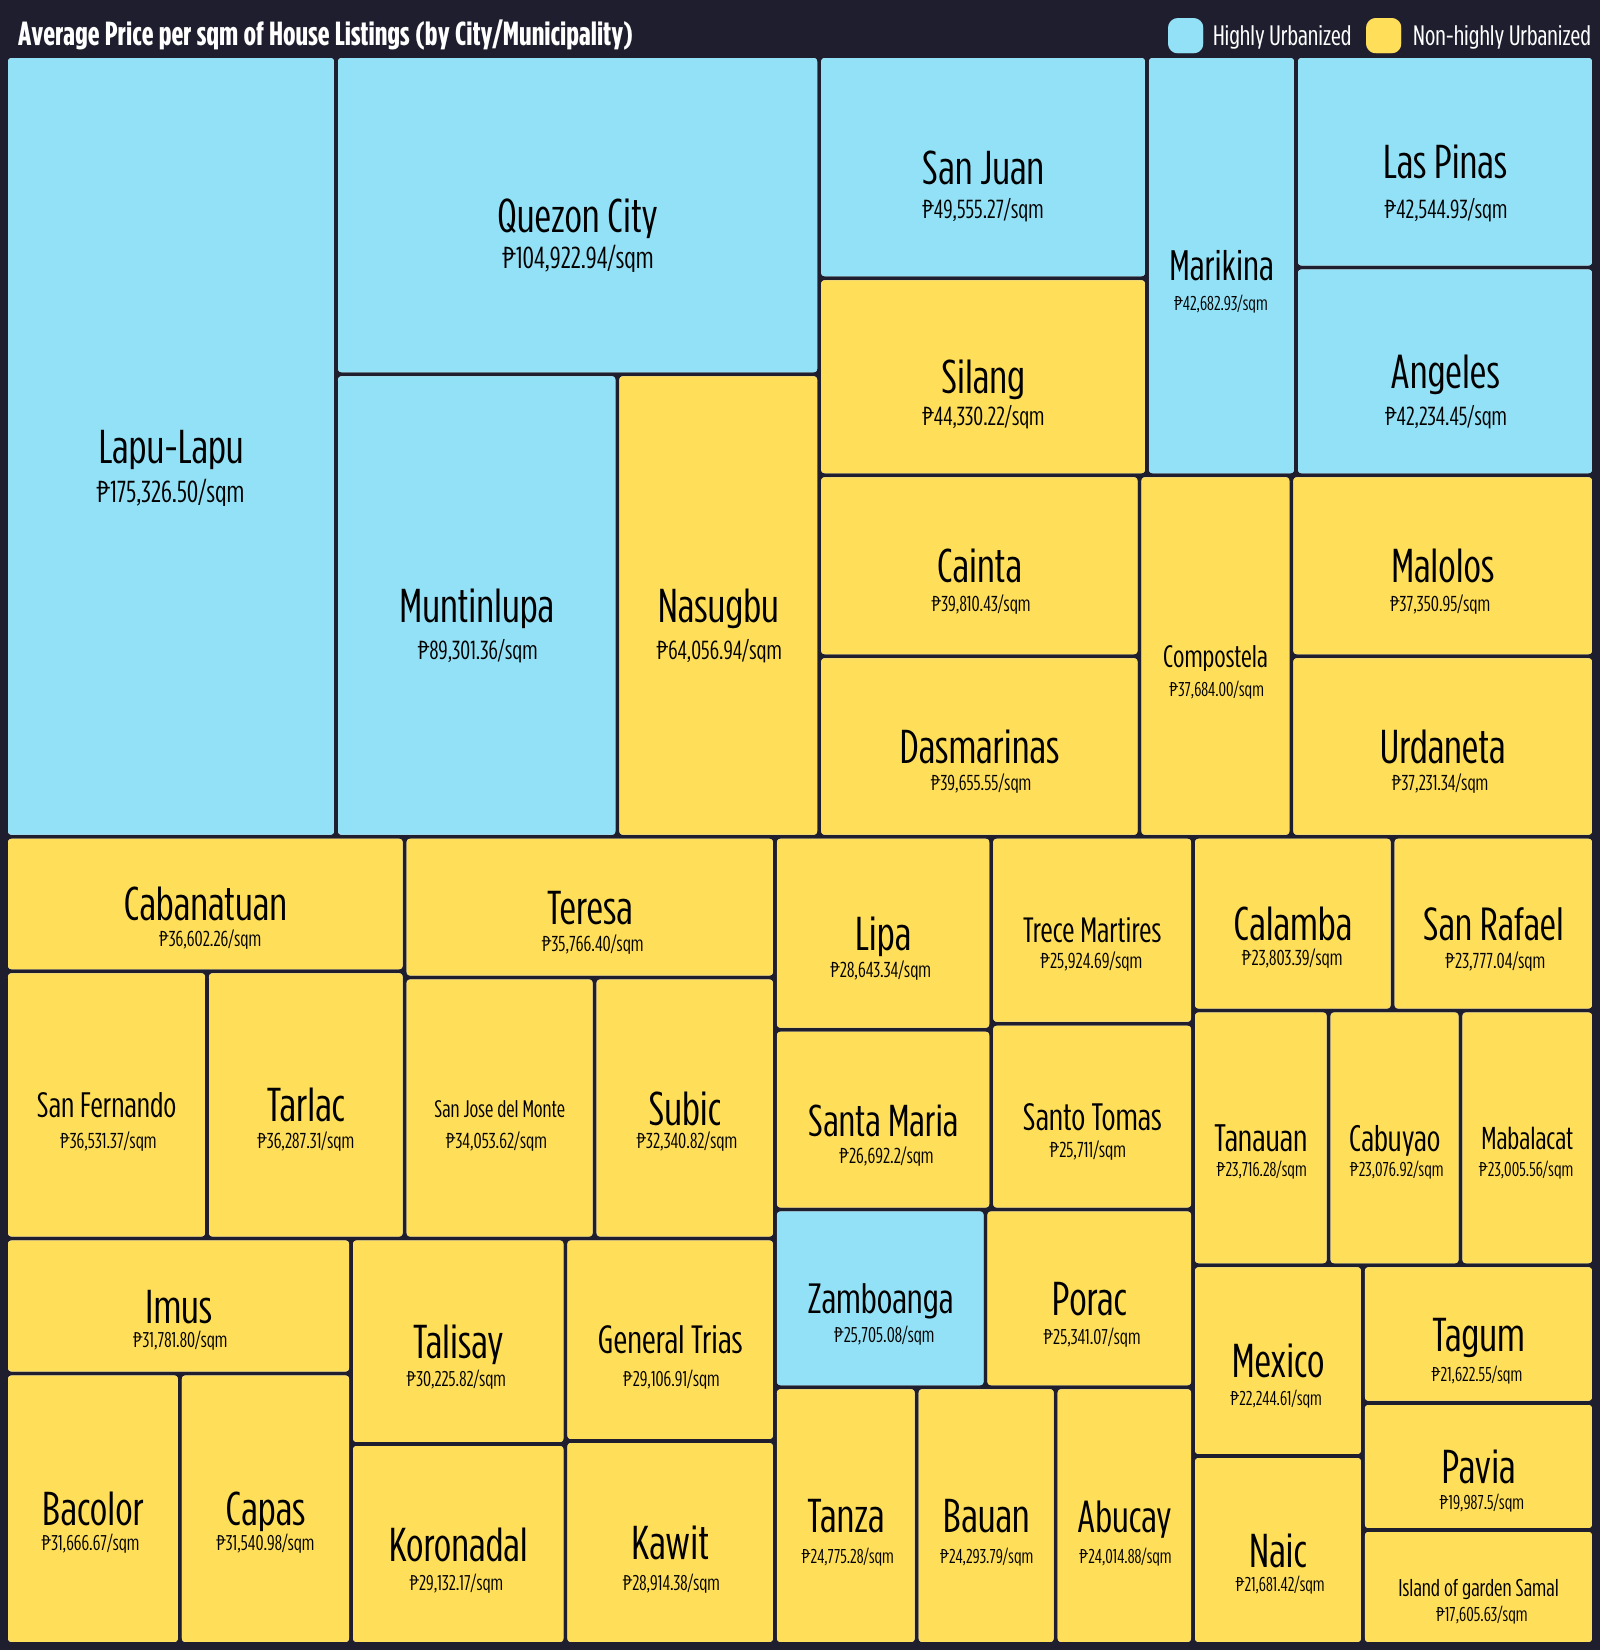 Average Price per sqm of House Listings (by City/Municipality)
Highly Urbanized
Non-highly Urbanized
Lapu-Lapu
₱175,326.50/sqm
Quezon City
₱104,922.94/sqm
Muntinlupa
₱89,301.36/sqm
Nasugbu
₱64,056.94/sqm
San Juan
₱49,555.27/sqm
Silang
₱44,330.22/sqm
Marikina
₱42,682.93/sqm
Las Pinas
₱42,544.93/sqm
Angeles
₱42,234.45/sqm
Cainta
₱39,810.43/sqm
Dasmarinas
₱39,655.55/sqm
Compostela
₱37,684.00/sqm
Malolos
₱37,350.95/sqm
Urdaneta
₱37,231.34/sqm
Cabanatuan
₱36,602.26/sqm
San Fernando
₱36,531.37/sqm
Tarlac
₱36,287.31/sqm
Teresa
₱35,766.40/sqm
San Jose del Monte
₱34,053.62/sqm
Subic
₱32,340.82/sqm
Imus
₱31,781.80/sqm
Bacolor
₱31,666.67/sqm
Capas
₱31,540.98/sqm
Talisay
₱30,225.82/sqm
Koronadal
₱29,132.17/sqm
General Trias
₱29,106.91/sqm
Kawit
₱28,914.38/sqm
Lipa
₱28,643.34/sqm
Santa Maria
₱26,692.2/sqm
Trece Martires
₱25,924.69/sqm
Santo Tomas
₱25,711/sqm
Zamboanga
₱25,705.08/sqm
Porac
₱25,341.07/sqm
Tanza
₱24,775.28/sqm
Bauan
₱24,293.79/sqm
Abucay
₱24,014.88/sqm
Calamba
₱23,803.39/sqm
San Rafael
₱23,777.04/sqm
Tanauan
₱23,716.28/sqm
Cabuyao
₱23,076.92/sqm
Mabalacat
₱23,005.56/sqm
Mexico
₱22,244.61/sqm
Naic
₱21,681.42/sqm
Tagum
₱21,622.55/sqm
Pavia
₱19,987.5/sqm
Island of garden Samal
₱17,605.63/sqm